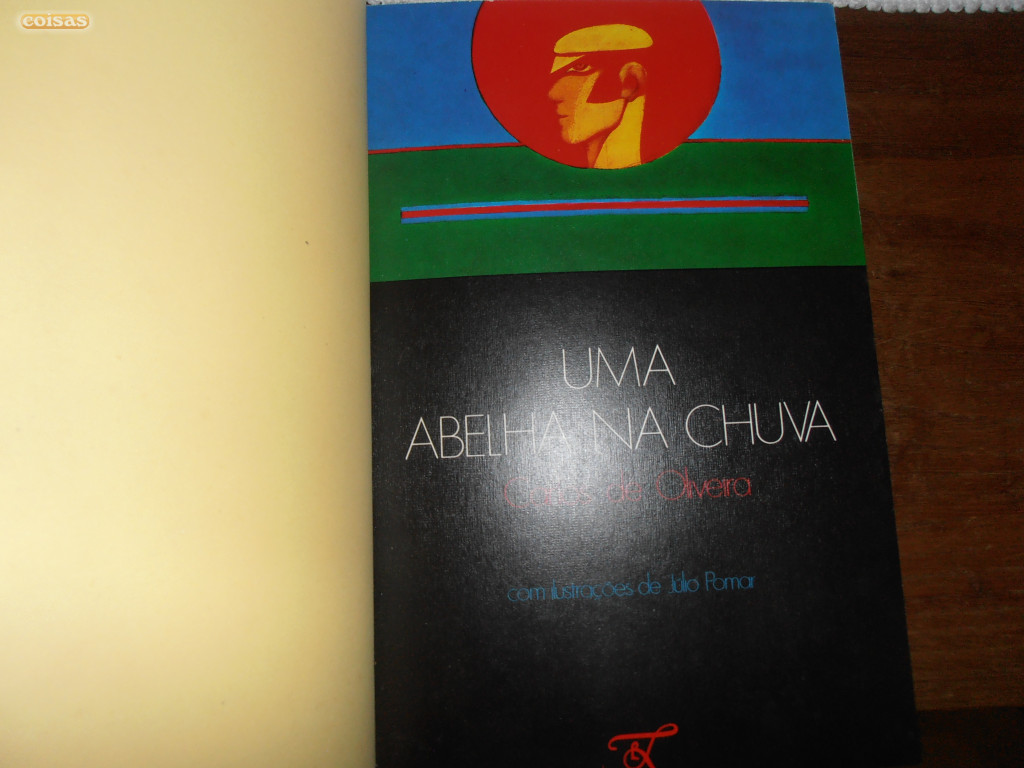 coisas
UMA
ABELHA NA CHUVA
Carlos de Oliveira
com ilustrações de Júlio Pomar